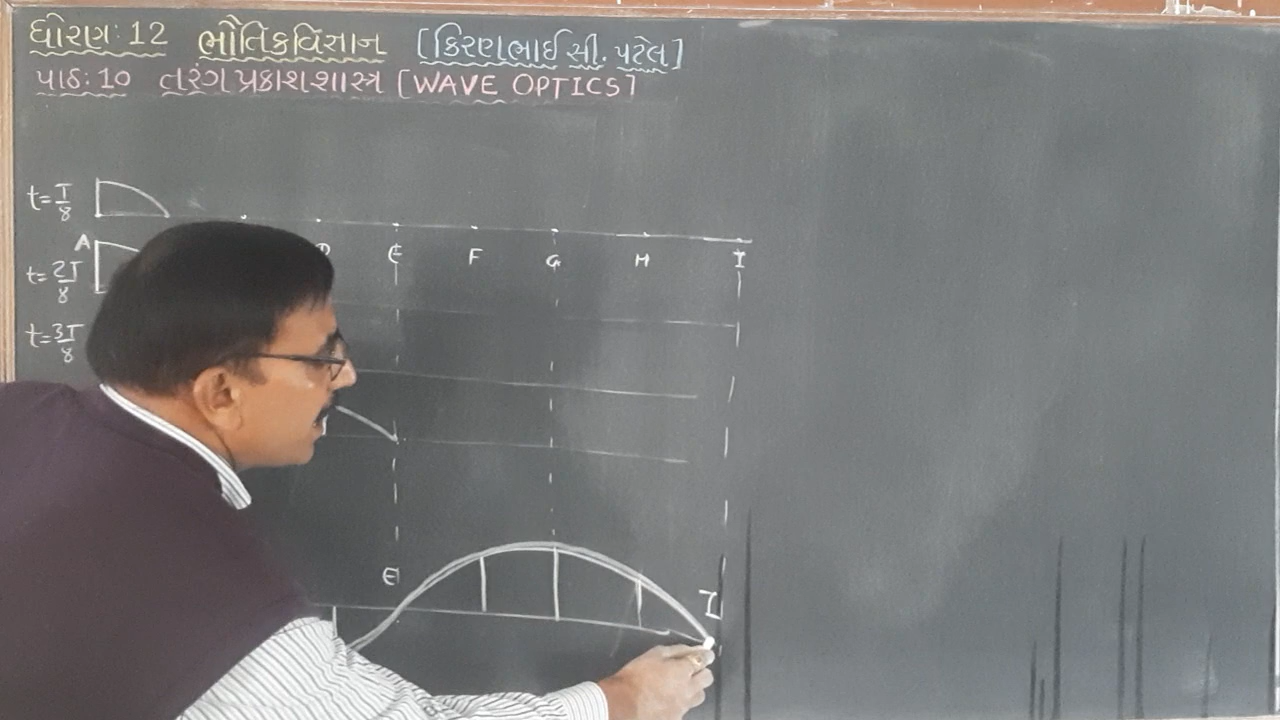 ધોરણ: 12 ભૌતિકવિજ્ઞાન [કિરણભાઈ સી. પટેલ]
પાઠ: 10 તરંગ પ્રકાશશાસ્ત્ર [WAVE OPTICS]
t = T/8
A D E F G H I
t = 2T/8
t = 3T/8
E I